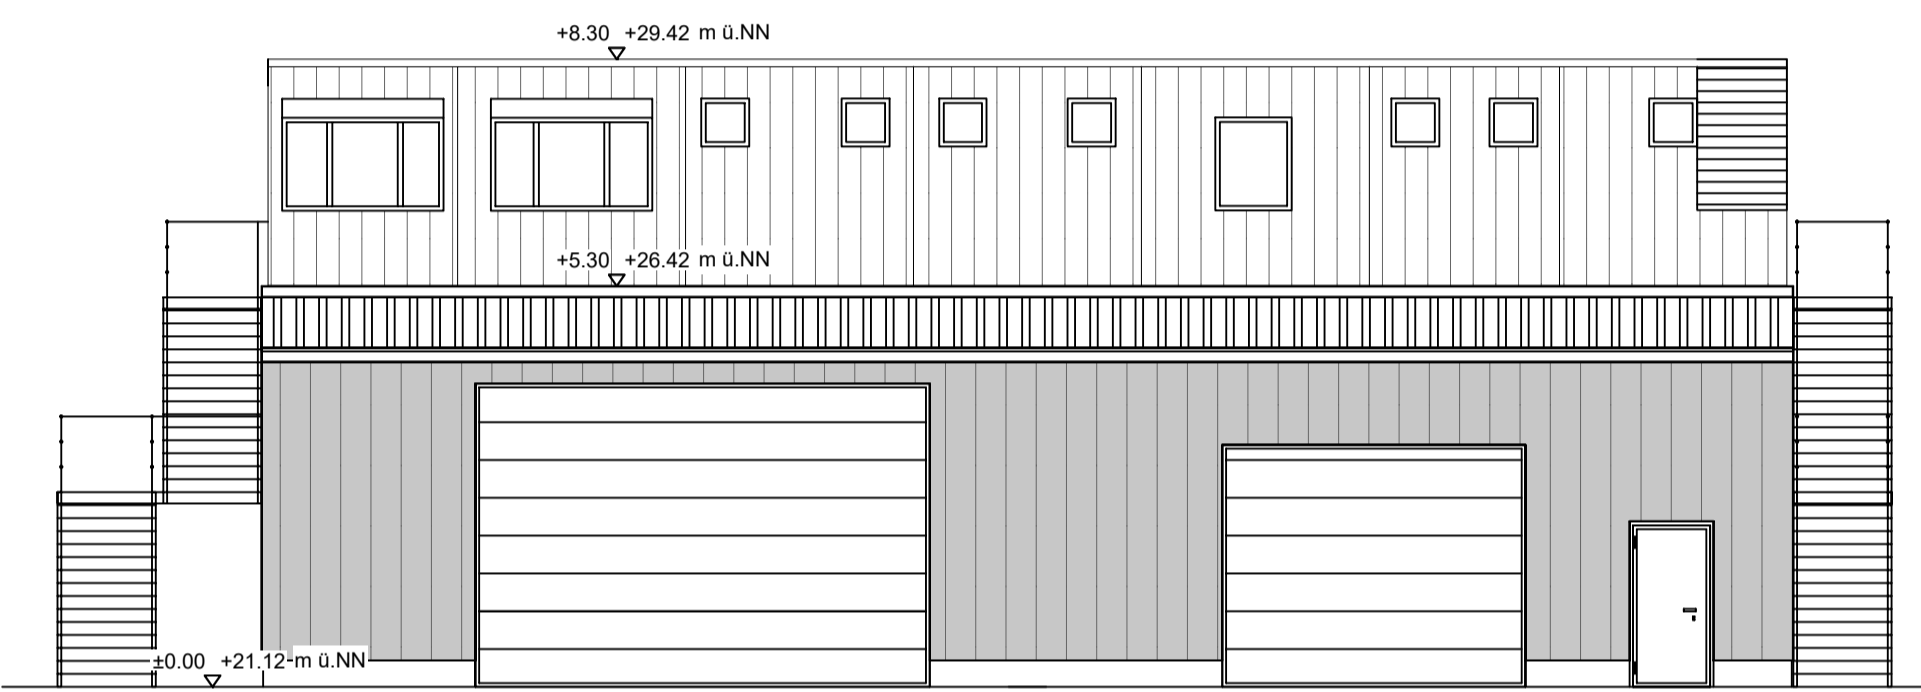 +8.30 +29.42 m ü.NN
+5.30 +26.42 m ü.NN
±0.00 +21.12 m ü.NN